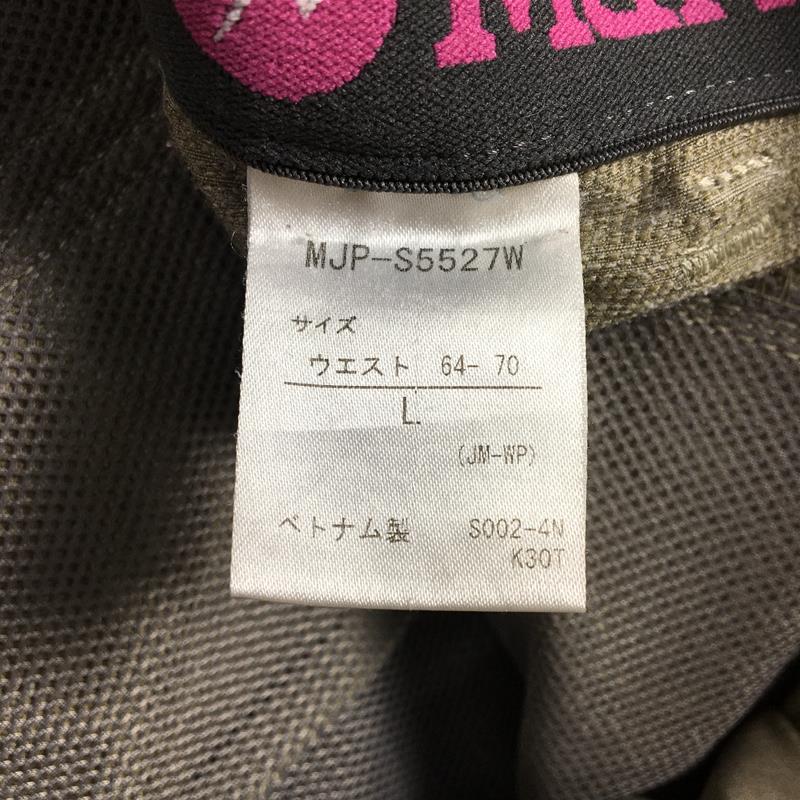 MJP-S5527W
サイズ
ウエスト 64- 70
L
(JM-WP)
ベトナム製 S002-4N
K30T